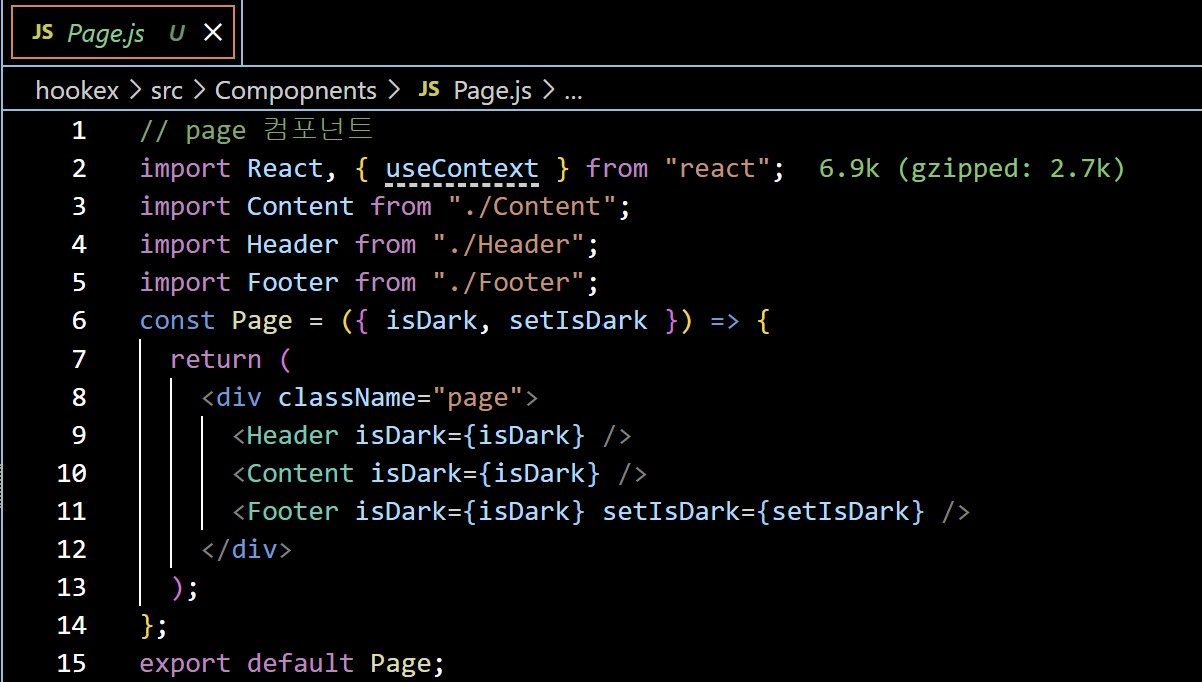 JS Page.js U ×
hookex > src > Compopnents > JS Page.js > ...
1 // page 컴포넌트
2 import React, { useContext } from "react"; 6.9k (gzipped: 2.7k)
3 import Content from "./Content";
4 import Header from "./Header";
5 import Footer from "./Footer";
6 const Page = ({ isDark, setIsDark }) => {
7 return (
8 <div className="page">
9 <Header isDark={isDark} />
10 <Content isDark={isDark} />
11 <Footer isDark={isDark} setIsDark={setIsDark} />
12 </div>
13 );
14 };
15 export default Page;